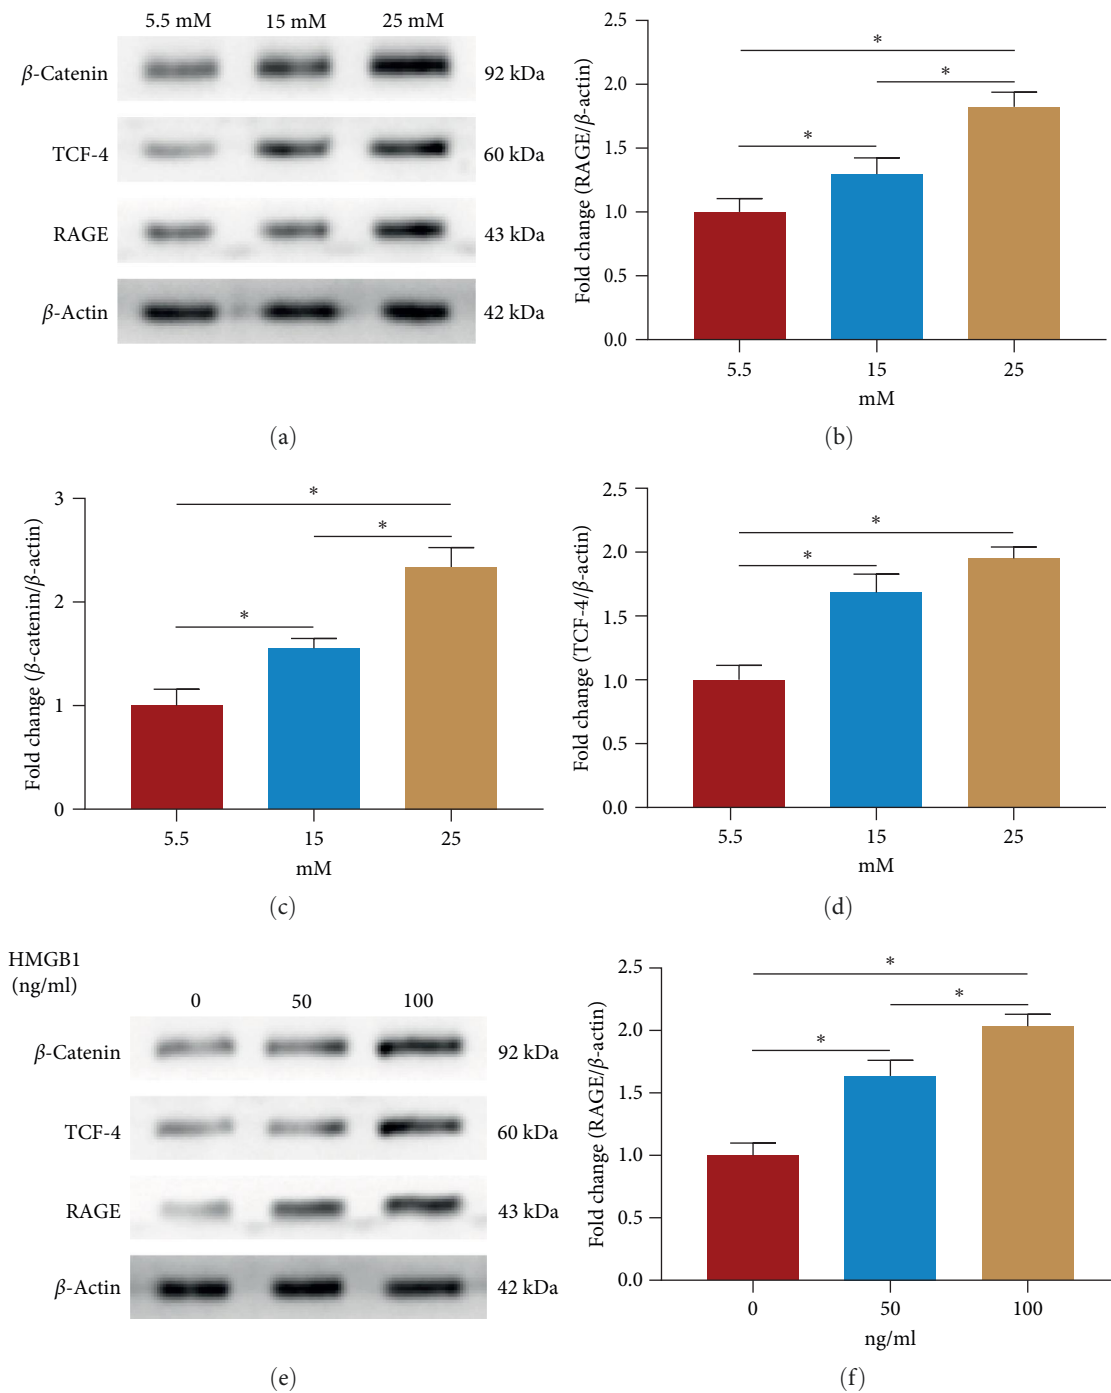 5.5 mM 15 mM 25 mM
β-Catenin 92 kDa
TCF-4 60 kDa
RAGE 43 kDa
β-Actin 42 kDa
(a)
Fold change (RAGE/β-actin)
2.5
2.0
1.5
1.0
0.5
0.0
* * *
5.5 15 25
mM
(b)
Fold change (β-catenin/β-actin)
3
2
1
0
* * *
5.5 15 25
mM
(c)
Fold change (TCF-4/β-actin)
2.5
2.0
1.5
1.0
0.5
0.0
* *
5.5 15 25
mM
(d)
HMGB1
(ng/ml)
0 50 100
β-Catenin 92 kDa
TCF-4 60 kDa
RAGE 43 kDa
β-Actin 42 kDa
(e)
Fold change (RAGE/β-actin)
2.5
2.0
1.5
1.0
0.5
0.0
* * *
0 50 100
ng/ml
(f)